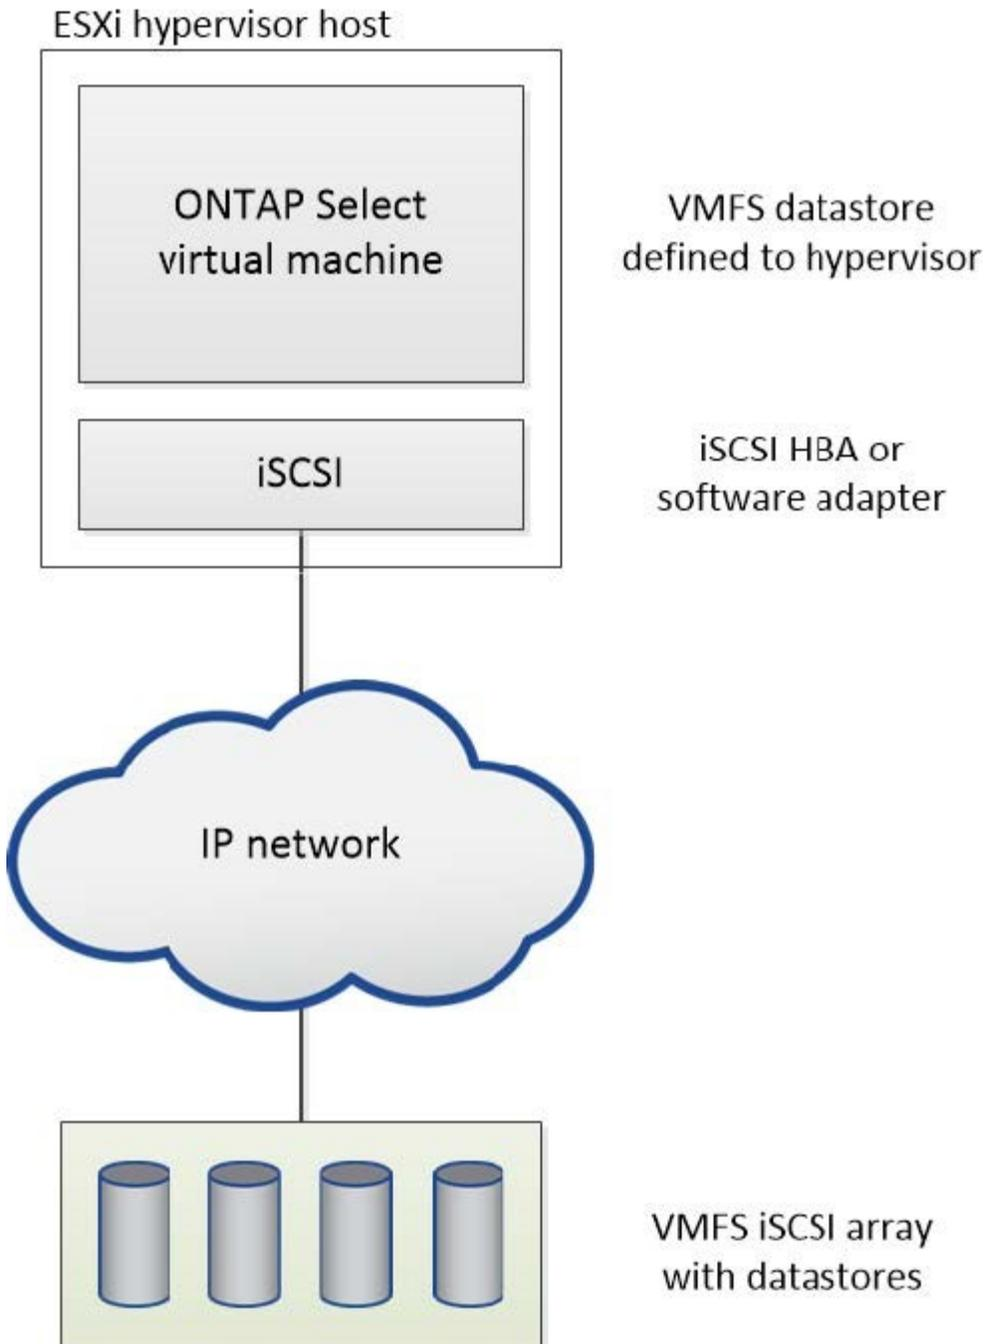 ESXi hypervisor host
ONTAP Select
virtual machine
VMFS datastore
defined to hypervisor
iSCSI
iSCSI HBA or
software adapter
IP network
VMFS iSCSI array
with datastores